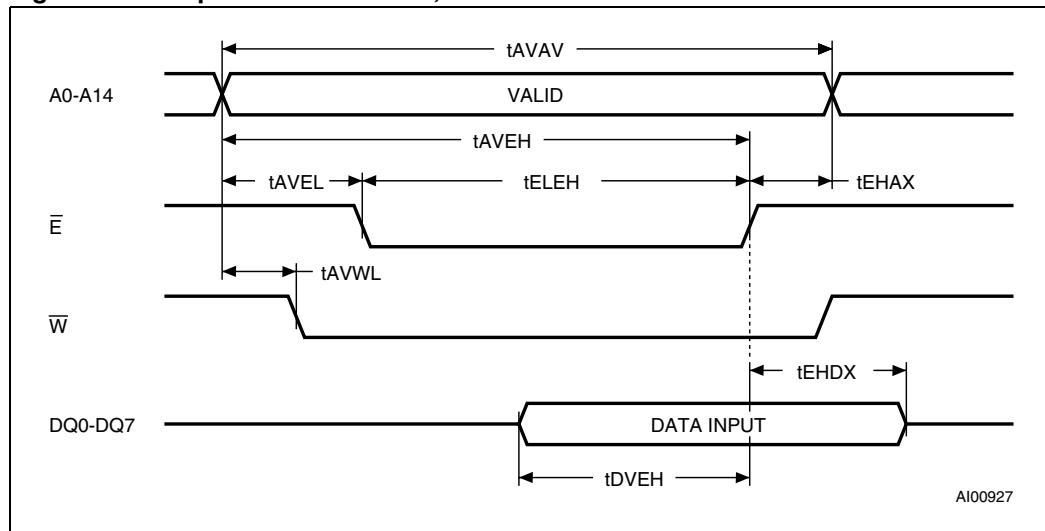 tAVAV
A0-A14
VALID
tAVEH
tAVEL
tELEH
tEHAX
E
tAVWL
W
tEHDX
DQ0-DQ7
DATA INPUT
tDVEH
AI00927